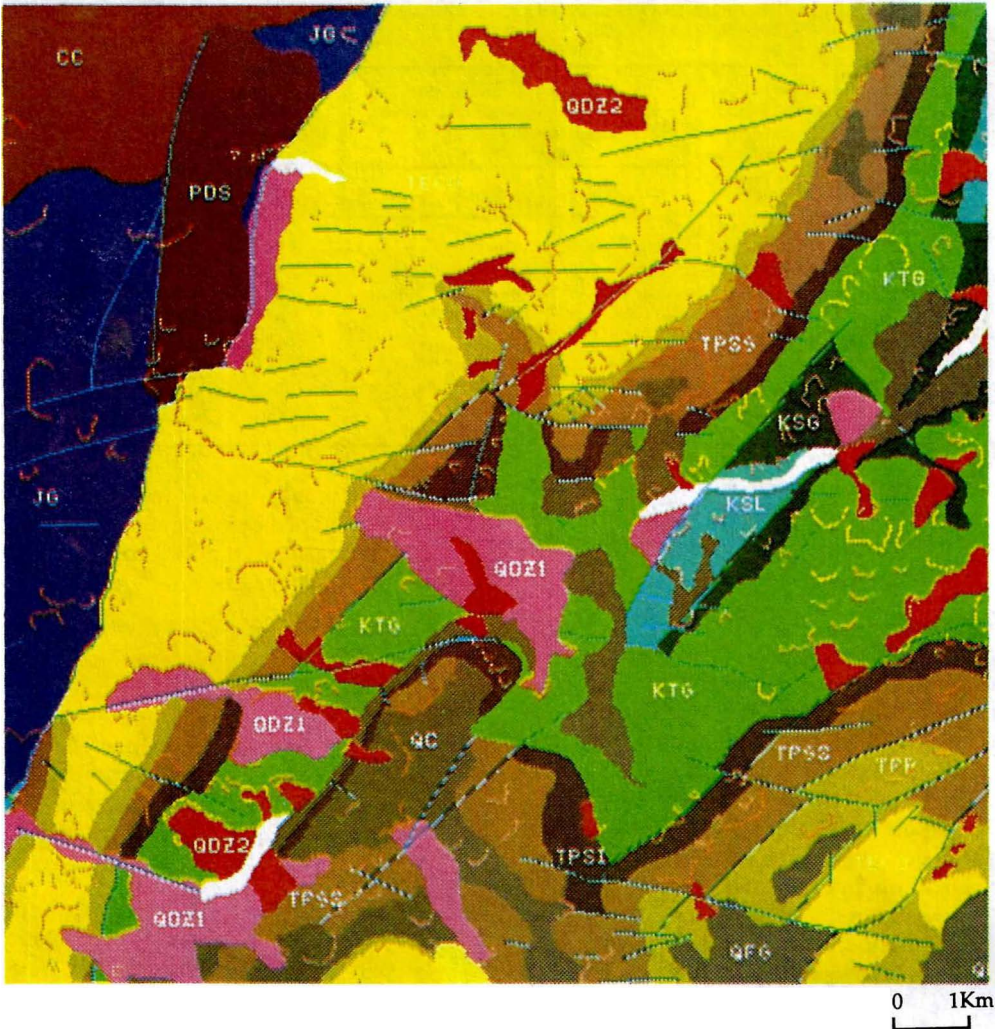 CC
JG
QDZ2
PDS
KTG
TPSS
KSG
KSL
JG
QDZ1
KTG
KTG
QDZ1
QC
TPSS
TPP
QDZ2
TPSI
TPSS
QDZ1
QFG
Q
0 1Km